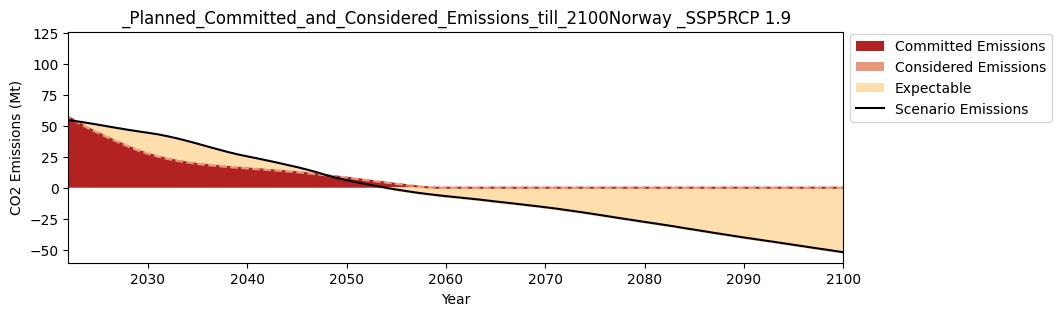 _Planned_Committed_and_Considered_Emissions_till_2100Norway _SSP5RCP 1.9
CO2 Emissions (Mt)
125
100
75
50
25
0
−25
−50
2030
2040
2050
2060
2070
2080
2090
2100
Year
Committed Emissions
Considered Emissions
Expectable
Scenario Emissions